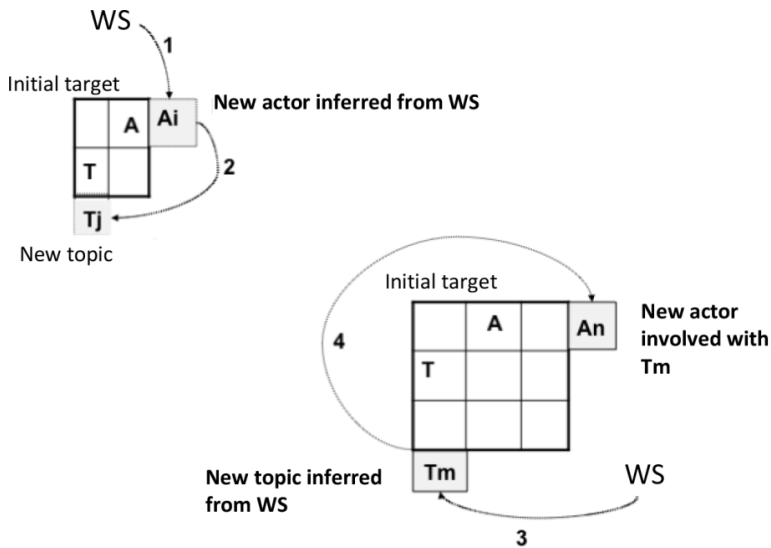 WS
1
Initial target
A
Ai
New actor inferred from WS
T
2
Tj
New topic
Initial target
4
A
An
New actor
involved with
Tm
T
New topic inferred
from WS
Tm
WS
3